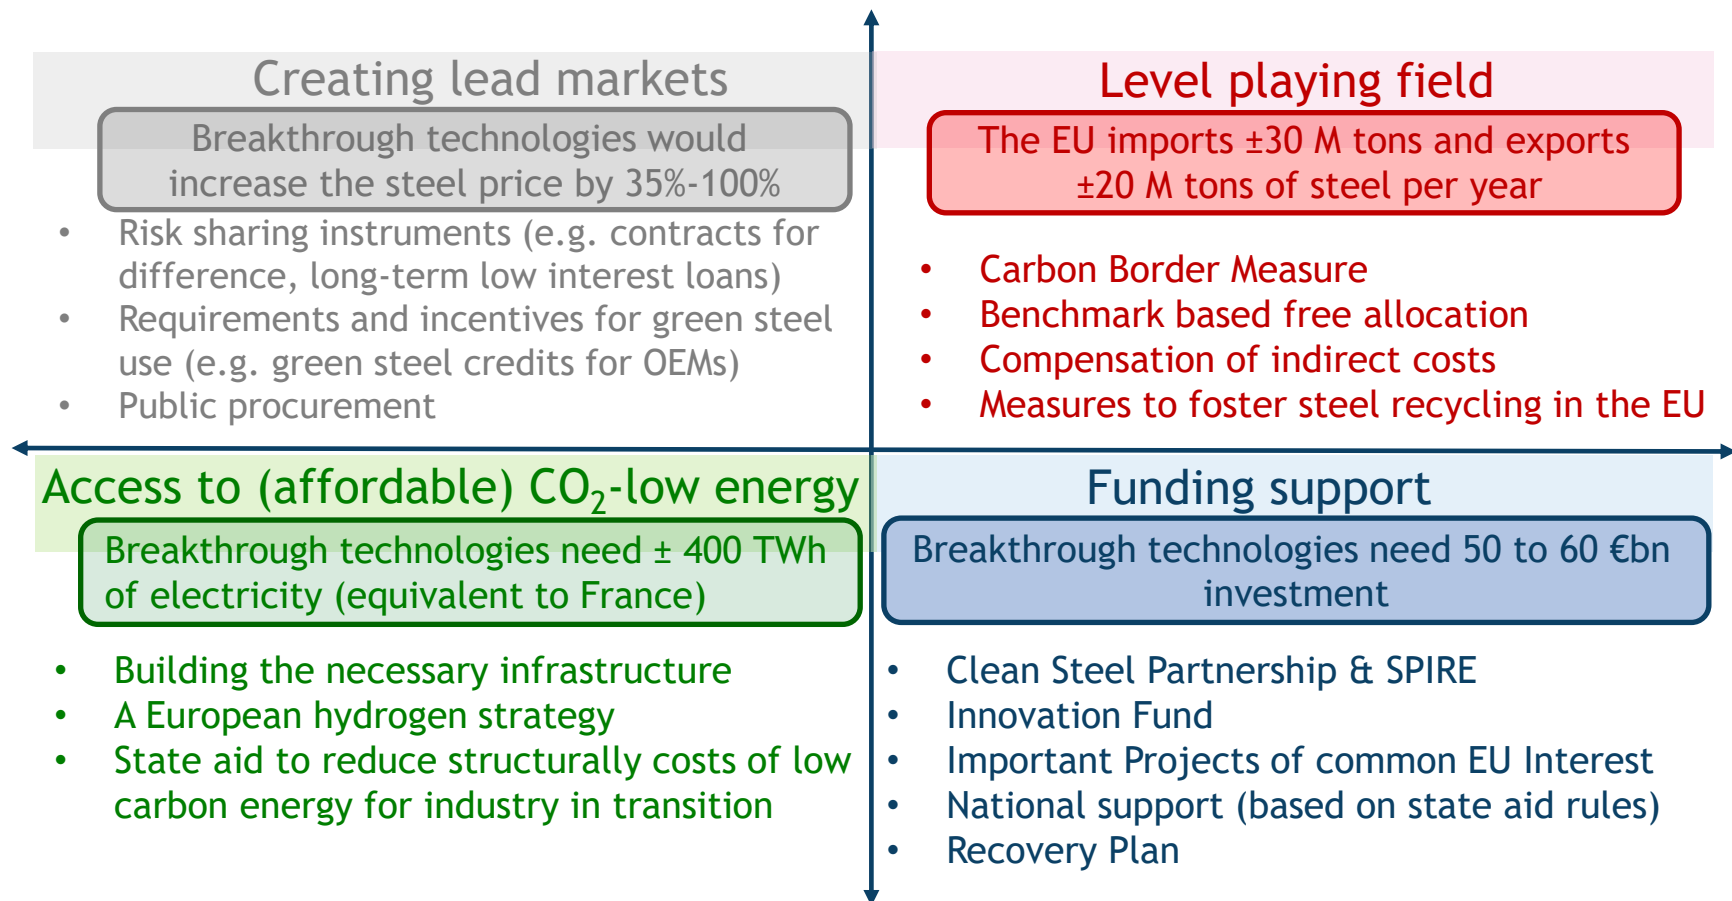 Creating lead markets
Breakthrough technologies would
increase the steel price by 35%-100%
• Risk sharing instruments (e.g. contracts for
difference, long-term low interest loans)
• Requirements and incentives for green steel
use (e.g. green steel credits for OEMs)
• Public procurement
Level playing field
The EU imports ±30 M tons and exports
±20 M tons of steel per year
• Carbon Border Measure
• Benchmark based free allocation
• Compensation of indirect costs
• Measures to foster steel recycling in the EU
Access to (affordable) CO₂-low energy
Breakthrough technologies need ± 400 TWh
of electricity (equivalent to France)
• Building the necessary infrastructure
• A European hydrogen strategy
• State aid to reduce structurally costs of low
carbon energy for industry in transition
Funding support
Breakthrough technologies need 50 to 60 €bn
investment
• Clean Steel Partnership & SPIRE
• Innovation Fund
• Important Projects of common EU Interest
• National support (based on state aid rules)
• Recovery Plan